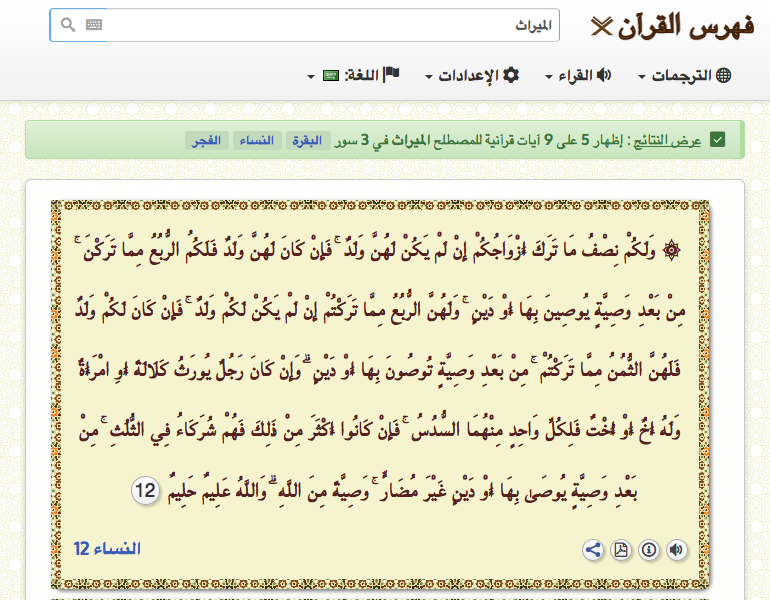 فهرس القرآن
الميراث
الترجمات القراء الإعدادات اللغة:
عرض النتائج : إظهار 5 على 9 آيات قرآنية للمصطلح الميراث في 3 سور البقرة النساء الفجر
۞ وَلَكُمْ نِصْفُ مَا تَرَكَ أَزْوَاجُكُمْ إِنْ لَمْ يَكُنْ لَهُنَّ وَلَدٌ ۚ فَإِنْ كَانَ لَهُنَّ وَلَدٌ فَلَكُمُ الرُّبُعُ مِمَّا تَرَكْنَ ۚ
مِنْ بَعْدِ وَصِيَّةٍ يُوصِينَ بِهَا أَوْ دَيْنٍ ۚ وَلَهُنَّ الرُّبُعُ مِمَّا تَرَكْتُمْ إِنْ لَمْ يَكُنْ لَكُمْ وَلَدٌ ۚ فَإِنْ كَانَ لَكُمْ وَلَدٌ
فَلَهُنَّ الثُّمُنُ مِمَّا تَرَكْتُمْ ۚ مِنْ بَعْدِ وَصِيَّةٍ تُوصُونَ بِهَا أَوْ دَيْنٍ ۗ وَإِنْ كَانَ رَجُلٌ يُورَثُ كَلَالَةً أَوِ امْرَأَةٌ
وَلَهُ أَخٌ أَوْ أُخْتٌ فَلِكُلِّ وَاحِدٍ مِنْهُمَا السُّدُسُ ۚ فَإِنْ كَانُوا أَكْثَرَ مِنْ ذَلِكَ فَهُمْ شُرَكَاءُ فِي الثُّلُثِ ۚ مِنْ
بَعْدِ وَصِيَّةٍ يُوصَى بِهَا أَوْ دَيْنٍ غَيْرَ مُضَارٍّ ۚ وَصِيَّةً مِنَ اللَّهِ ۗ وَاللَّهُ عَلِيمٌ حَلِيمٌ 12
النساء 12